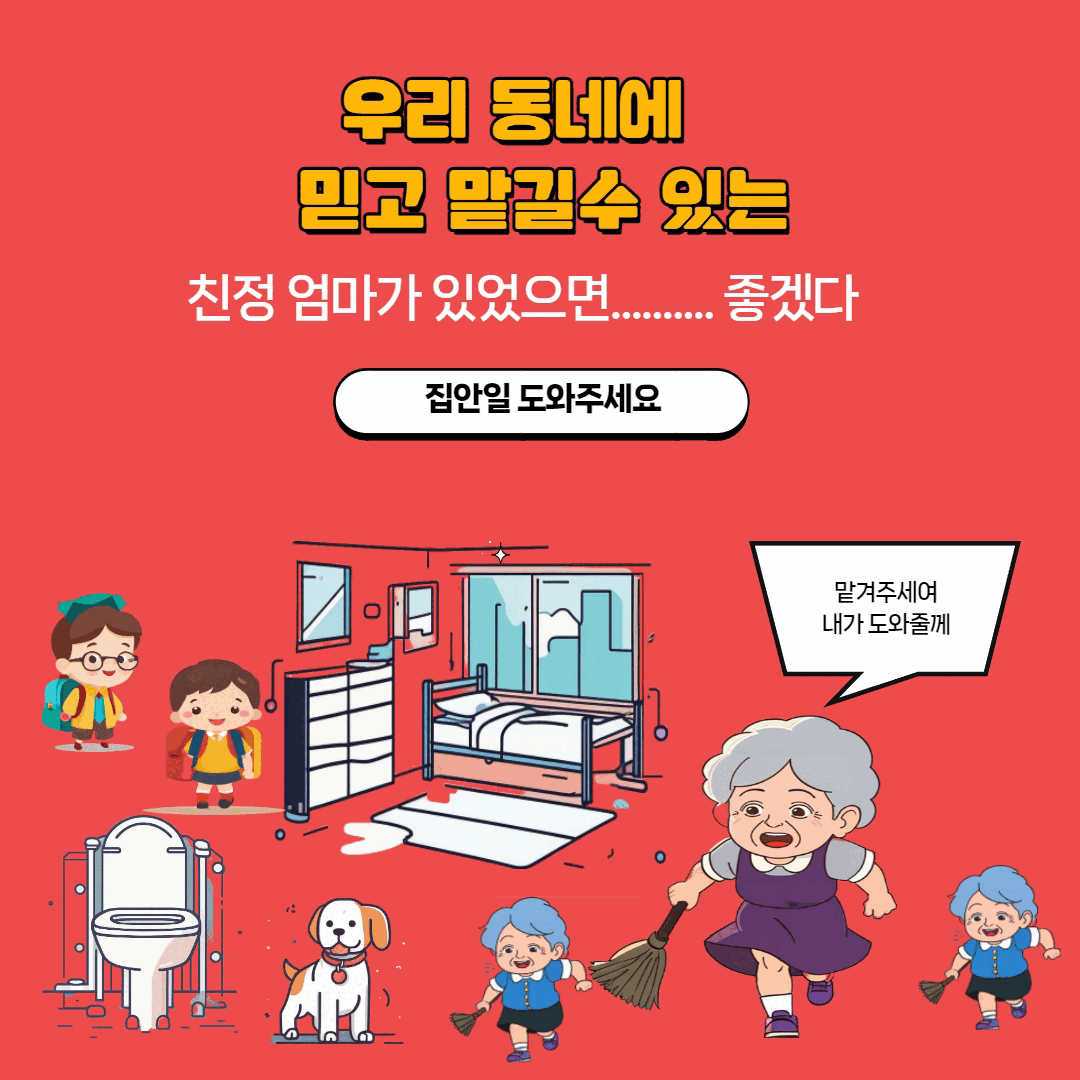 우리 동네에
믿고 맡길수 있는
친정 엄마가 있었으면.......... 좋겠다
집안일 도와주세요
맡겨주세여
내가 도와줄께